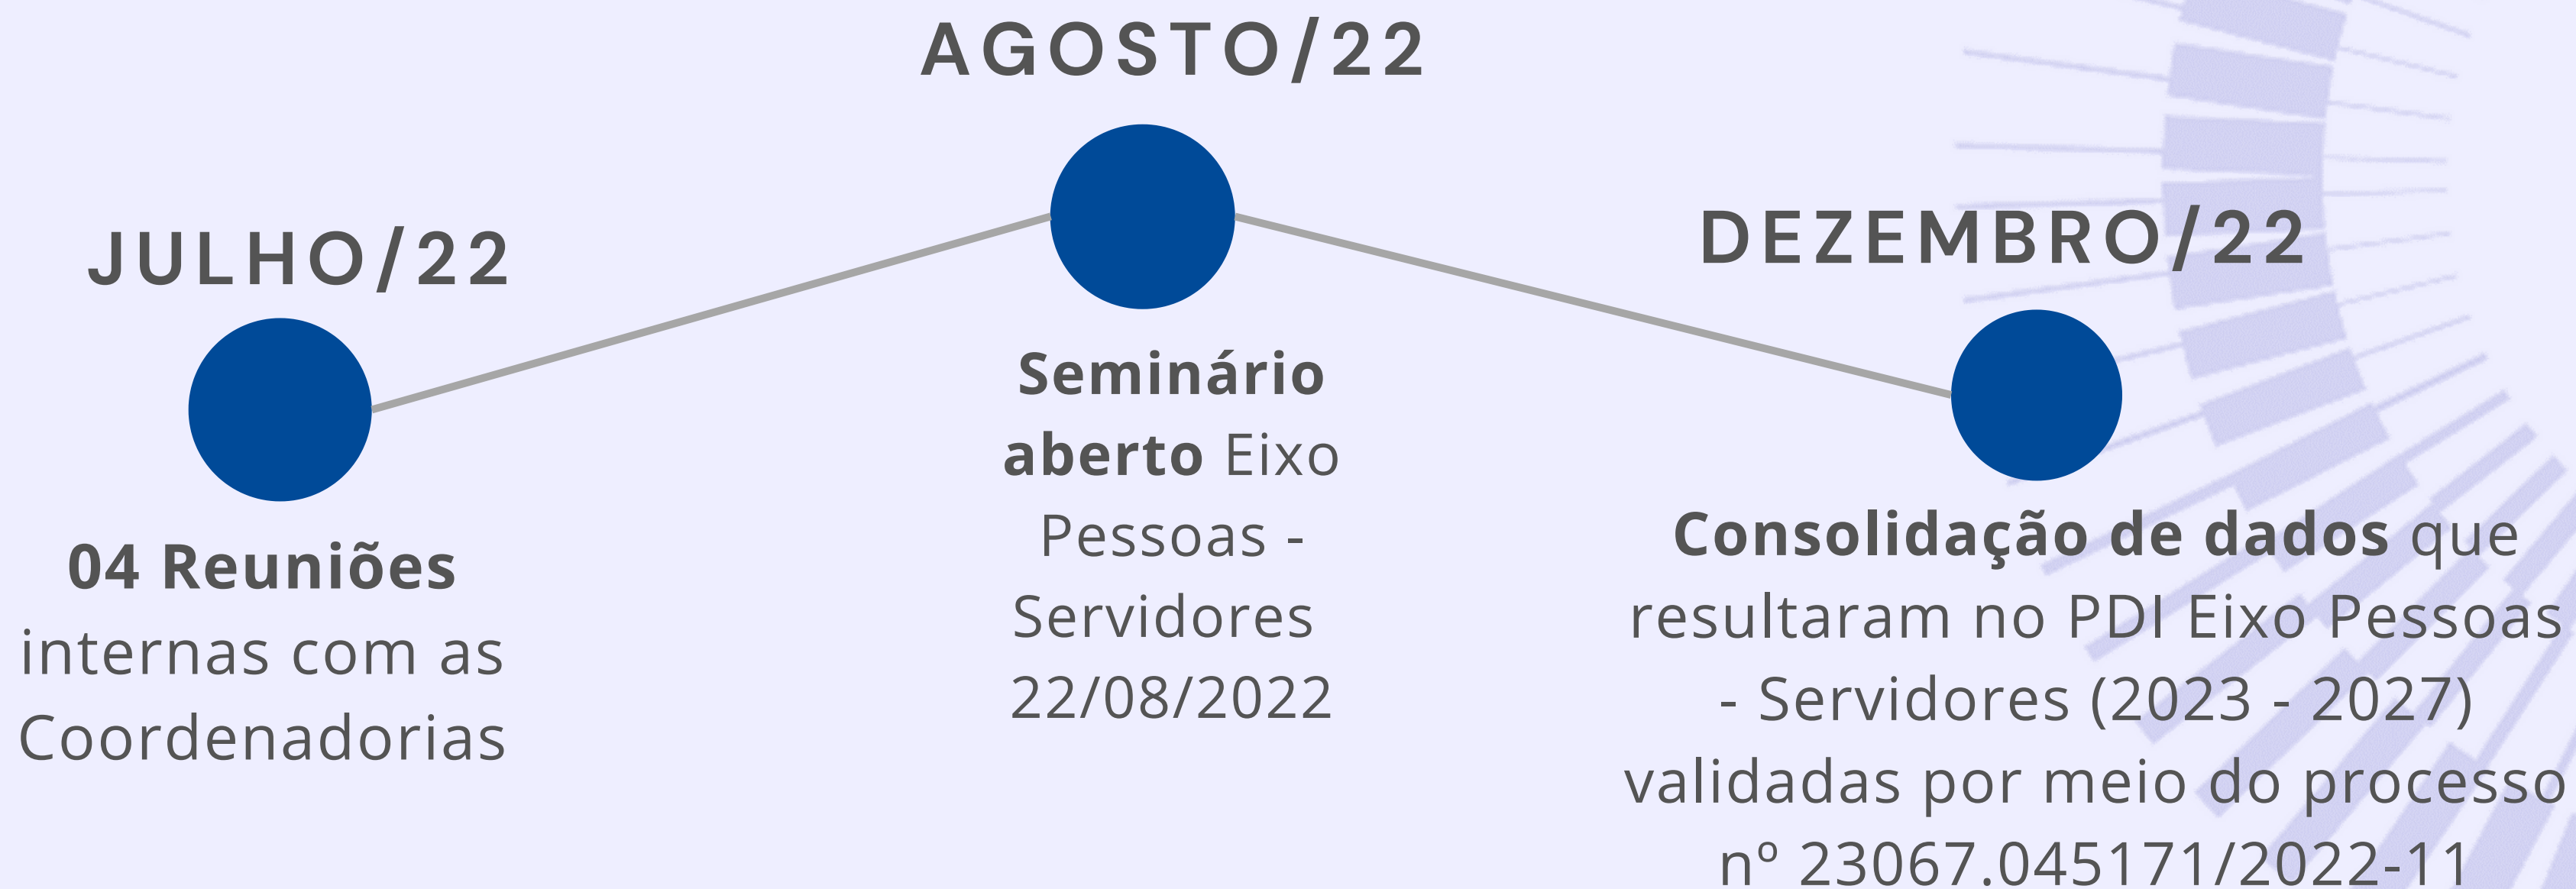 JULHO/22
04 Reuniões
internas com as
Coordenadorias
AGOSTO/22
Seminário
aberto Eixo
Pessoas -
Servidores
22/08/2022
DEZEMBRO/22
Consolidação de dados que
resultaram no PDI Eixo Pessoas
- Servidores (2023 - 2027)
validadas por meio do processo
nº 23067.045171/2022-11